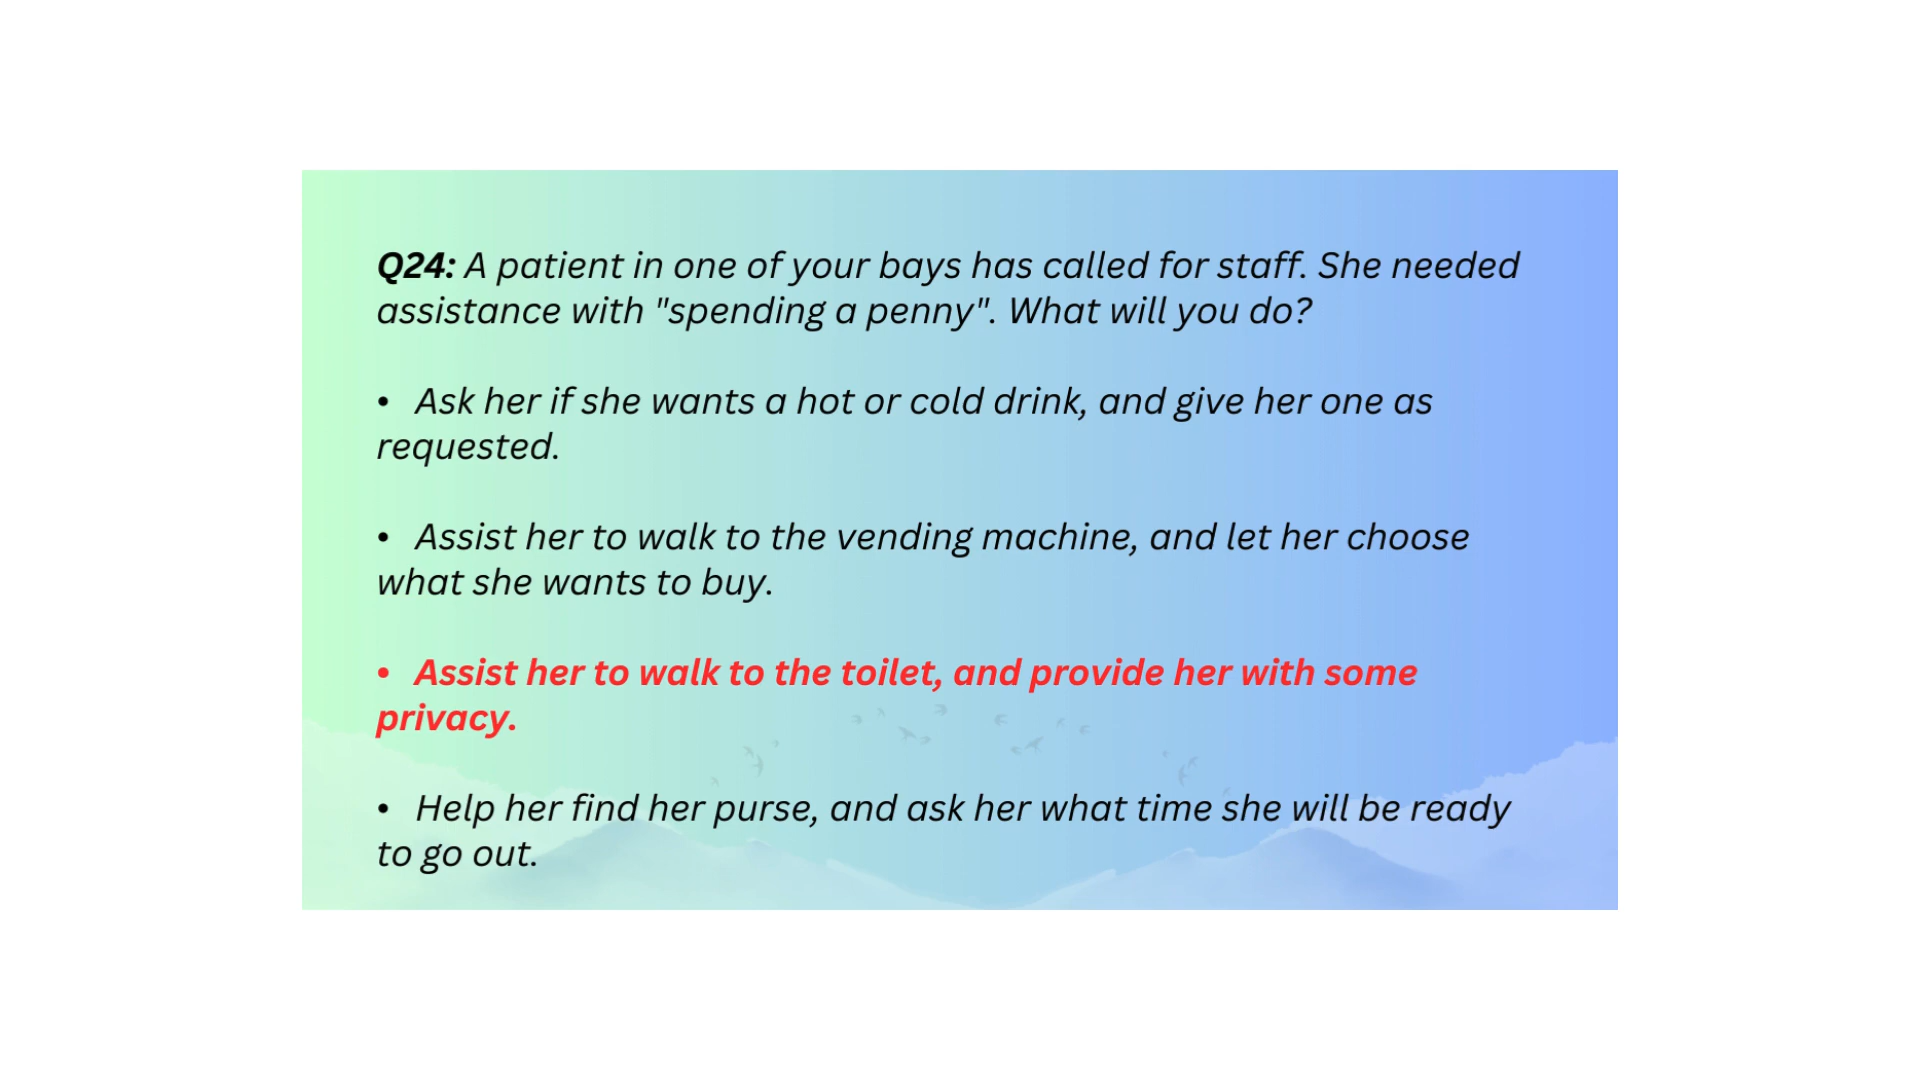 Q24: A patient in one of your bays has called for staff. She needed
assistance with "spending a penny". What will you do?
• Ask her if she wants a hot or cold drink, and give her one as
requested.
• Assist her to walk to the vending machine, and let her choose
what she wants to buy.
• Assist her to walk to the toilet, and provide her with some
privacy.
• Help her find her purse, and ask her what time she will be ready
to go out.